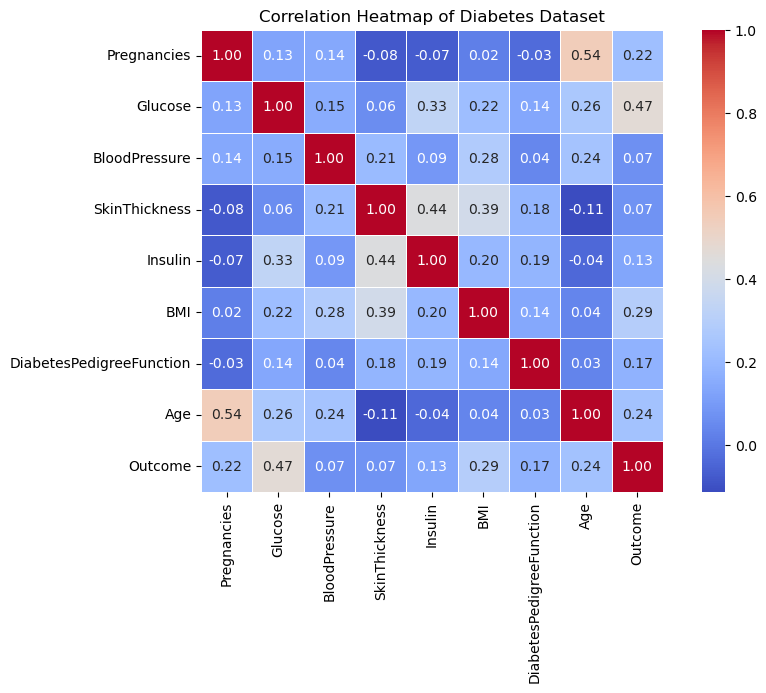 Correlation Heatmap of Diabetes Dataset
Pregnancies 1.00 0.13 0.14 -0.08 -0.07 0.02 -0.03 0.54 0.22
Glucose 0.13 1.00 0.15 0.06 0.33 0.22 0.14 0.26 0.47
BloodPressure 0.14 0.15 1.00 0.21 0.09 0.28 0.04 0.24 0.07
SkinThickness -0.08 0.06 0.21 1.00 0.44 0.39 0.18 -0.11 0.07
Insulin -0.07 0.33 0.09 0.44 1.00 0.20 0.19 -0.04 0.13
BMI 0.02 0.22 0.28 0.39 0.20 1.00 0.14 0.04 0.29
DiabetesPedigreeFunction -0.03 0.14 0.04 0.18 0.19 0.14 1.00 0.03 0.17
Age 0.54 0.26 0.24 -0.11 -0.04 0.04 0.03 1.00 0.24
Outcome 0.22 0.47 0.07 0.07 0.13 0.29 0.17 0.24 1.00
Pregnancies
Glucose
BloodPressure
SkinThickness
Insulin
BMI
DiabetesPedigreeFunction
Age
Outcome
1.0
0.8
0.6
0.4
0.2
0.0